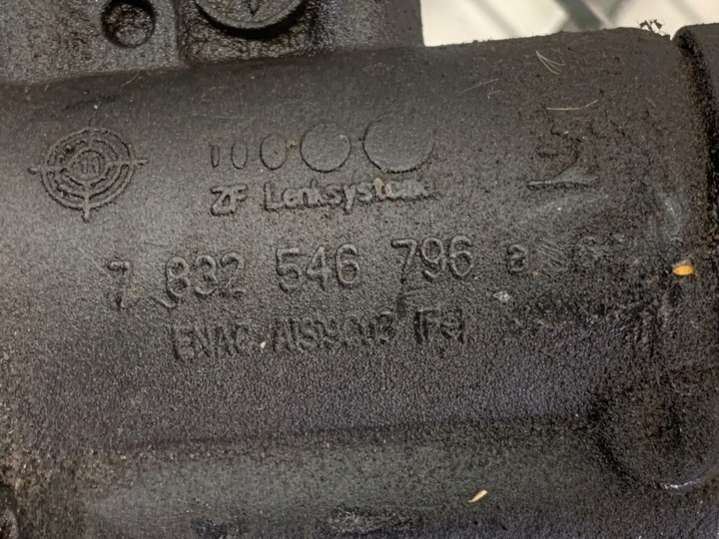 ZF Lenksysteme
7 832 546 796
ENAC-AlSi9Cu3 (Fe)